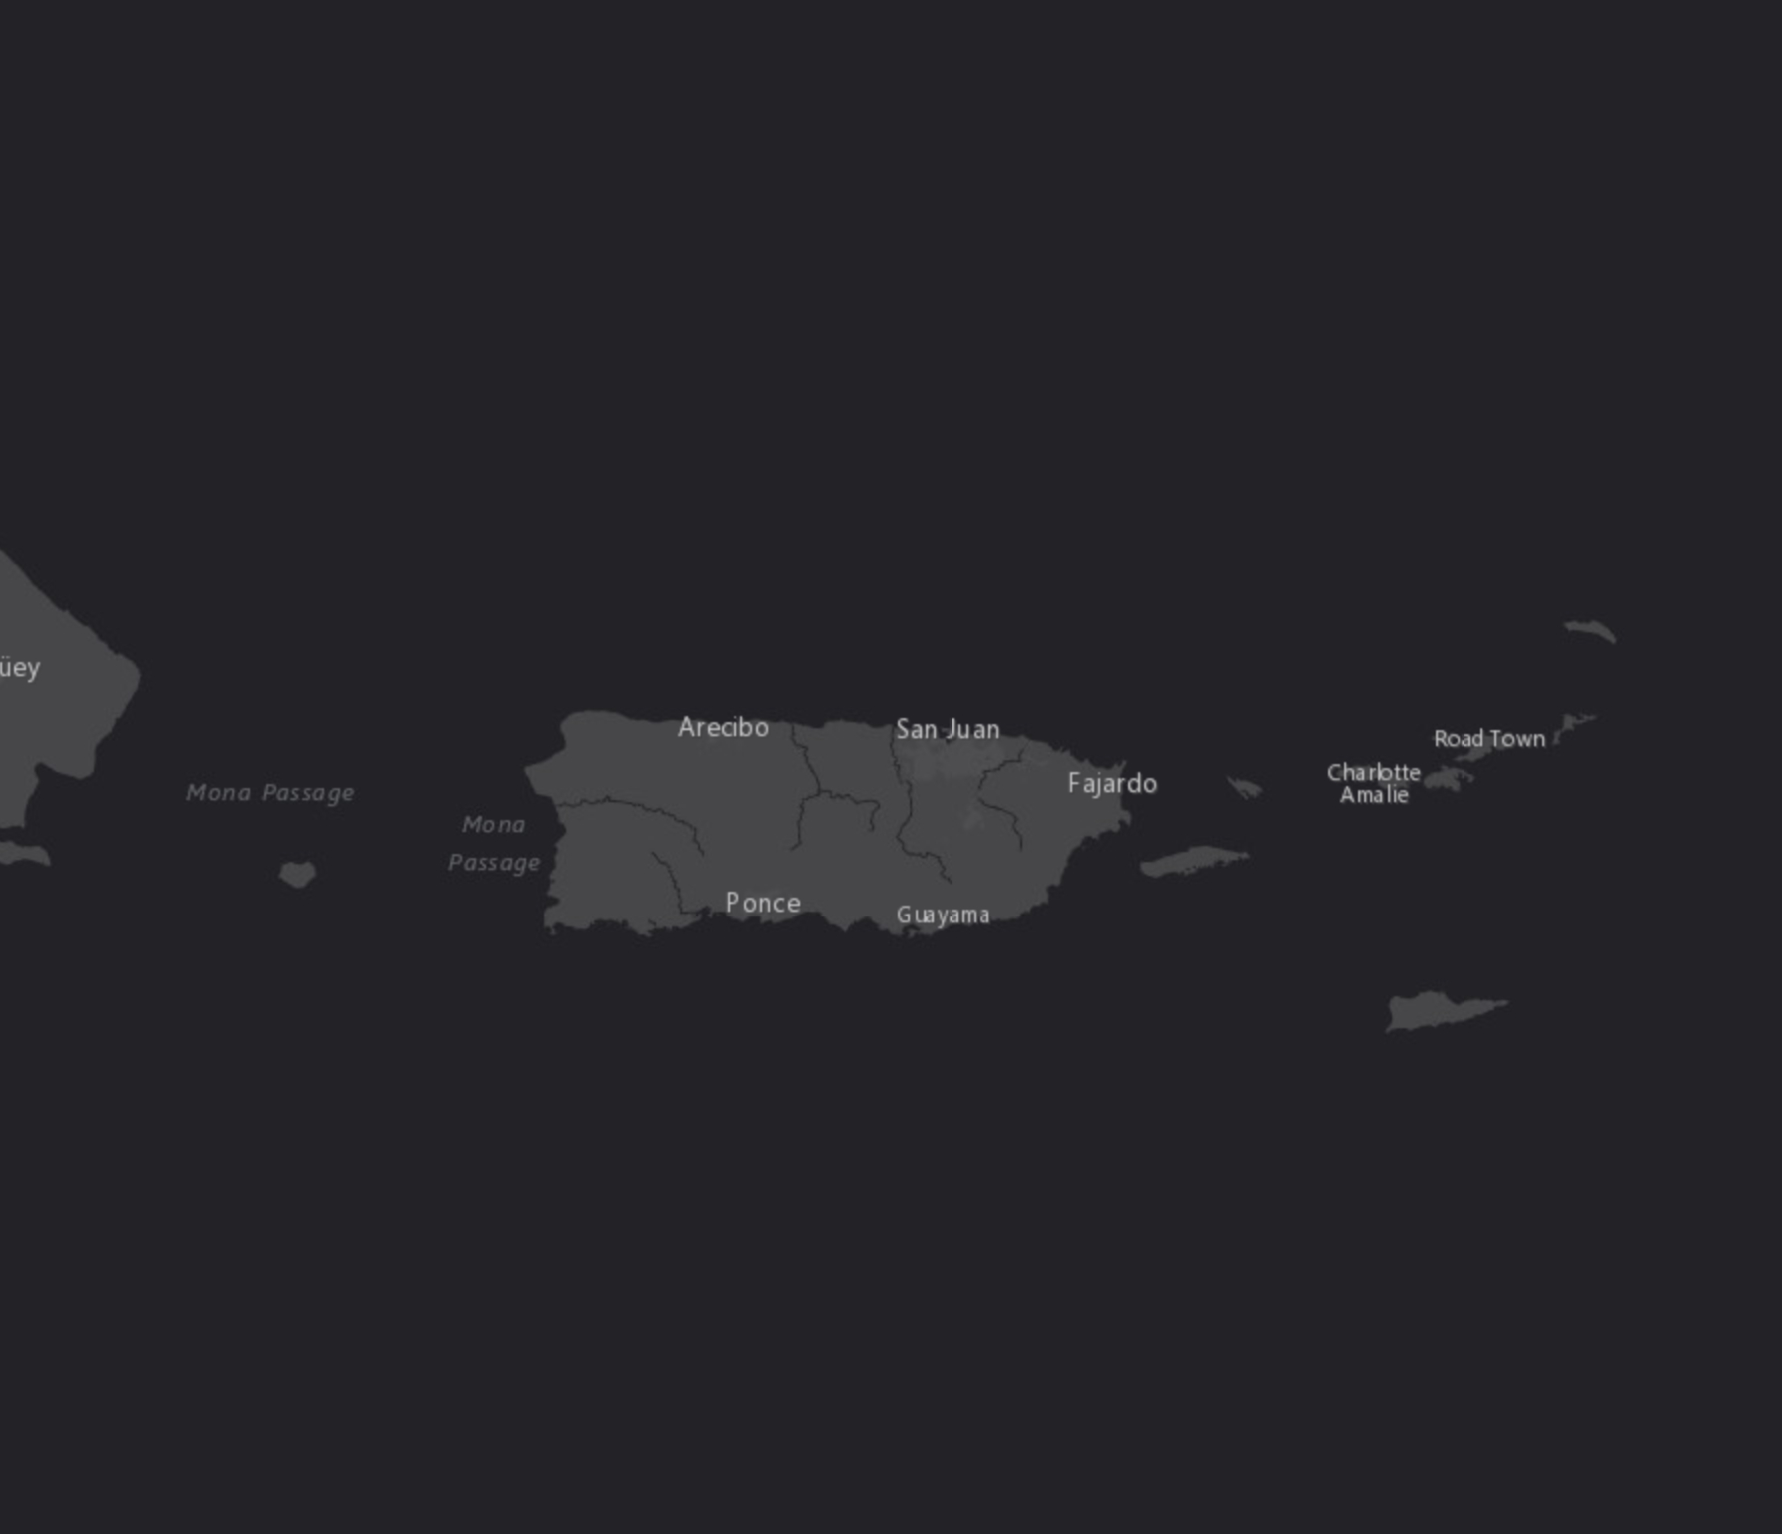 üey
Arecibo
San Juan
Road Town
Charlotte
Amalie
Fajardo
Mona Passage
Mona
Passage
Ponce
Guayama